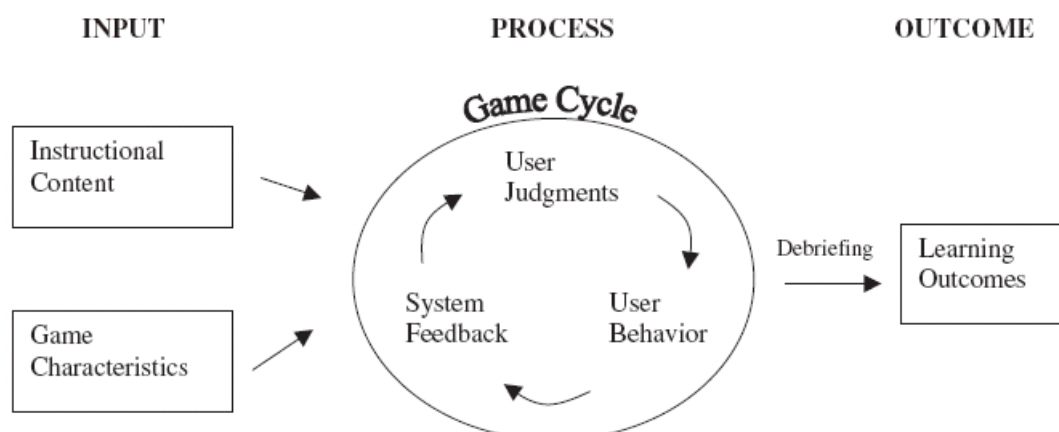 INPUT
PROCESS
OUTCOME
Game Cycle
Instructional
Content
User
Judgments
Debriefing
Learning
Outcomes
System
Feedback
User
Behavior
Game
Characteristics